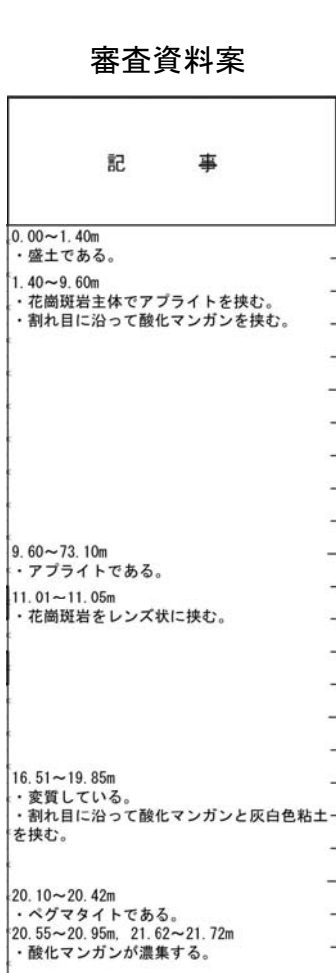 審査資料案
記　　　事
0.00～1.40m
・盛土である。
1.40～9.60m
・花崗斑岩主体でアプライトを挟む。
・割れ目に沿って酸化マンガンを挟む。
9.60～73.10m
・アプライトである。
11.01～11.05m
・花崗斑岩をレンズ状に挟む。
16.51～19.85m
・変質している。
・割れ目に沿って酸化マンガンと灰白色粘土
を挟む。
20.10～20.42m
・ペグマタイトである。
20.55～20.95m, 21.62～21.72m
・酸化マンガンが濃集する。